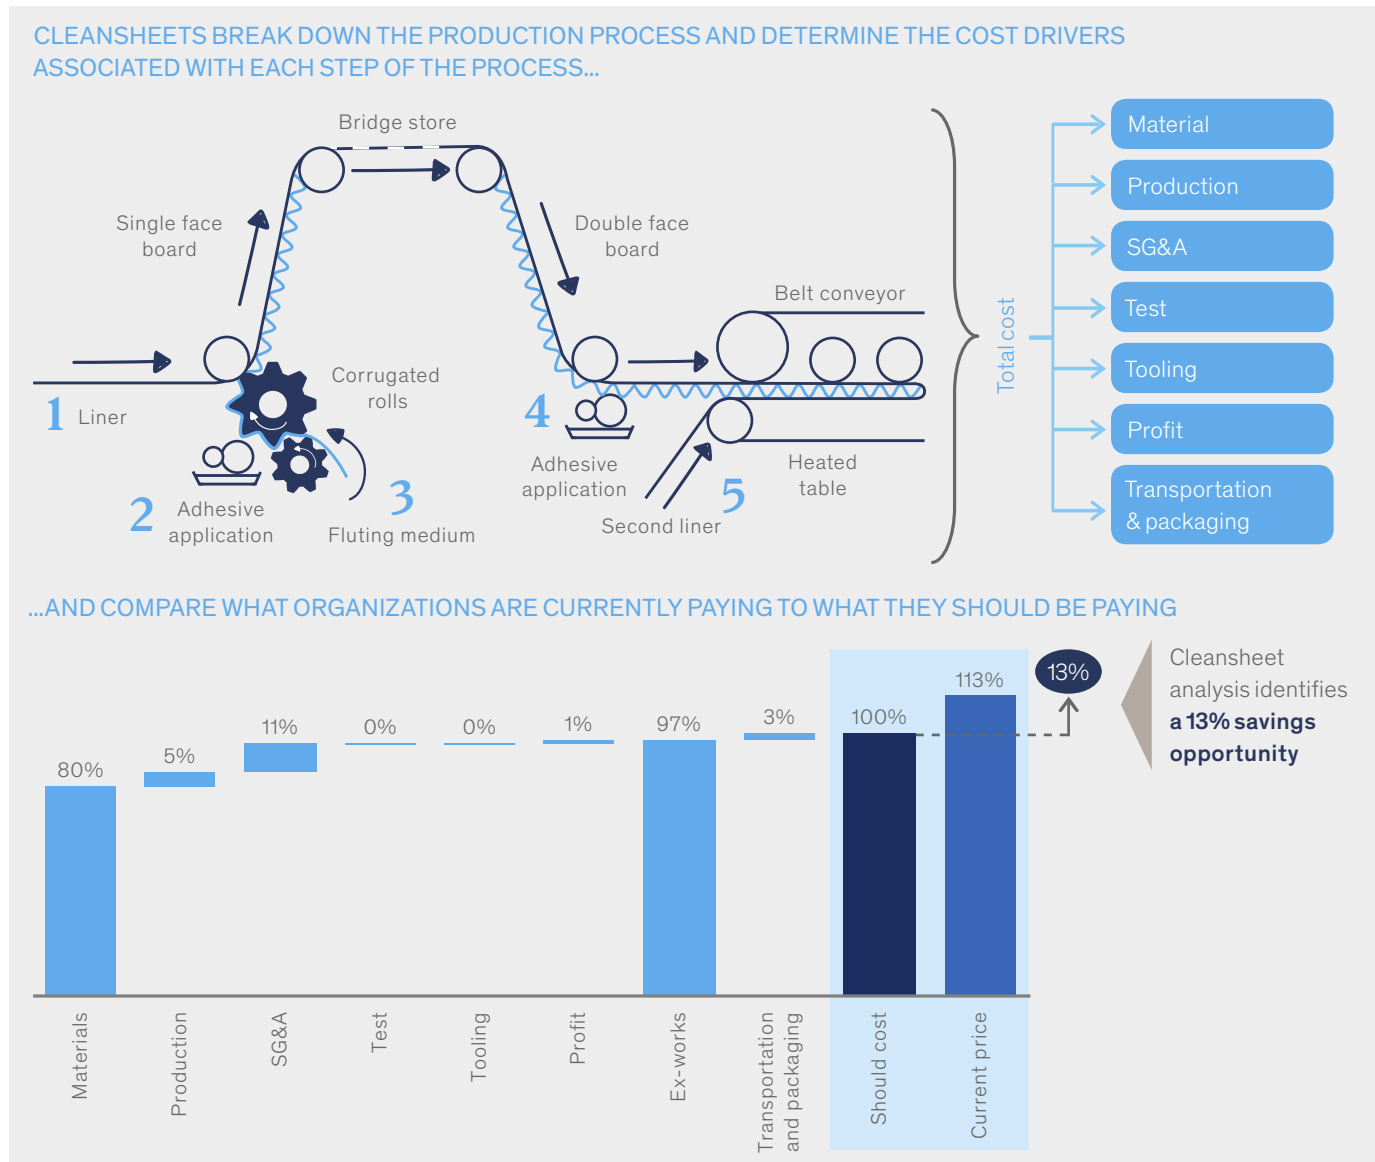 CLEANSHEETS BREAK DOWN THE PRODUCTION PROCESS AND DETERMINE THE COST DRIVERS
ASSOCIATED WITH EACH STEP OF THE PROCESS...
Bridge store
Single face
board
Double face
board
Belt conveyor
Corrugated
rolls
1 Liner
2 Adhesive
application
3
Fluting medium
4
Adhesive
application
Second liner
5
Heated
table
Total cost
Material
Production
SG&A
Test
Tooling
Profit
Transportation
& packaging
...AND COMPARE WHAT ORGANIZATIONS ARE CURRENTLY PAYING TO WHAT THEY SHOULD BE PAYING
80%
5%
11%
0%
0%
1%
97%
3%
100%
113%
13%
Cleansheet
analysis identifies
a 13% savings
opportunity
Materials
Production
SG&A
Test
Tooling
Profit
Ex-works
Transportation
and packaging
Should cost
Current price